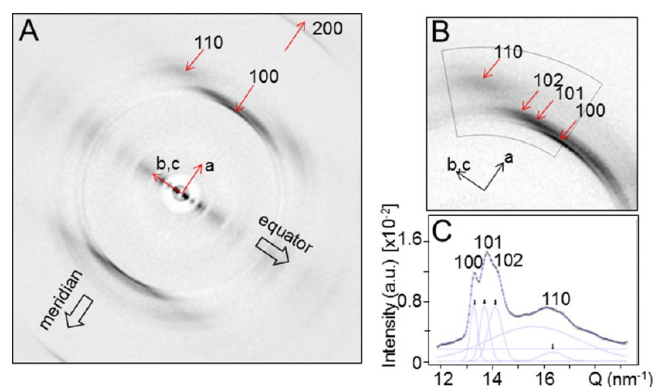 A
110
200
100
b,c
a
equator
meridian
B
110
102
101
100
b,c
a
C
Intensity (a.u.) [x10-2]
1.6
0.8
0
100
101
102
110
12
14
16
Q (nm-1)